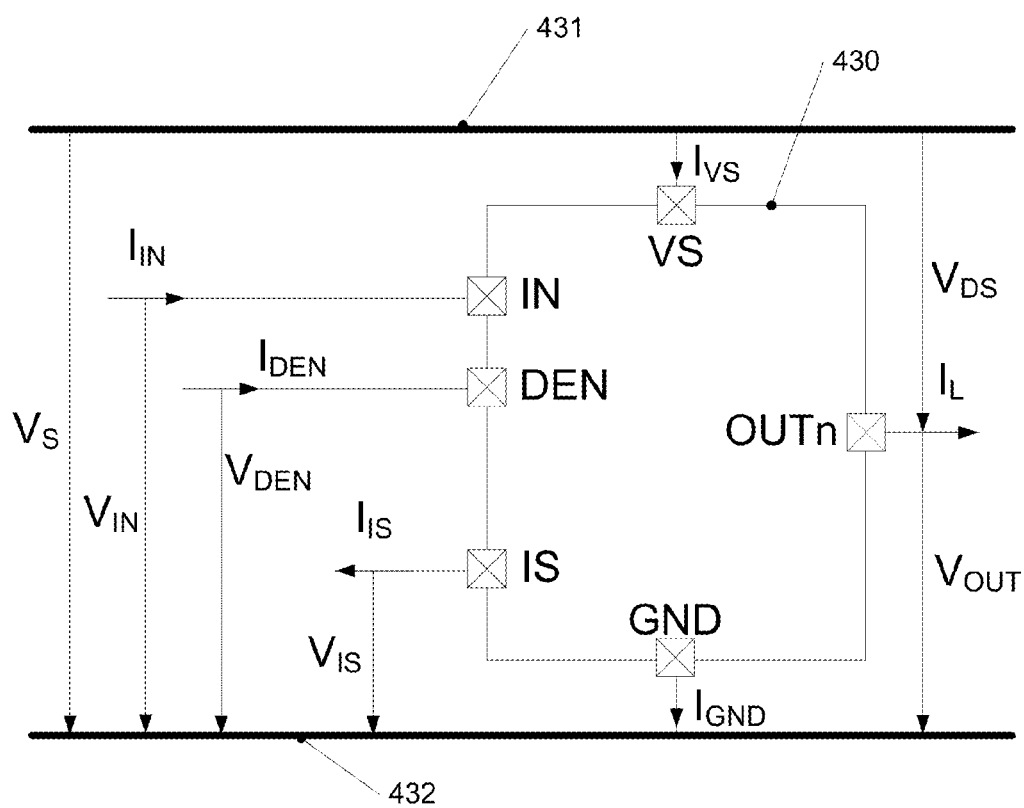 431
430
I_VS
VS
I_IN
IN
V_DS
I_DEN
DEN
I_L
V_S
OUTn
V_DEN
V_IN
I_IS
IS
V_OUT
GND
V_IS
I_GND
432